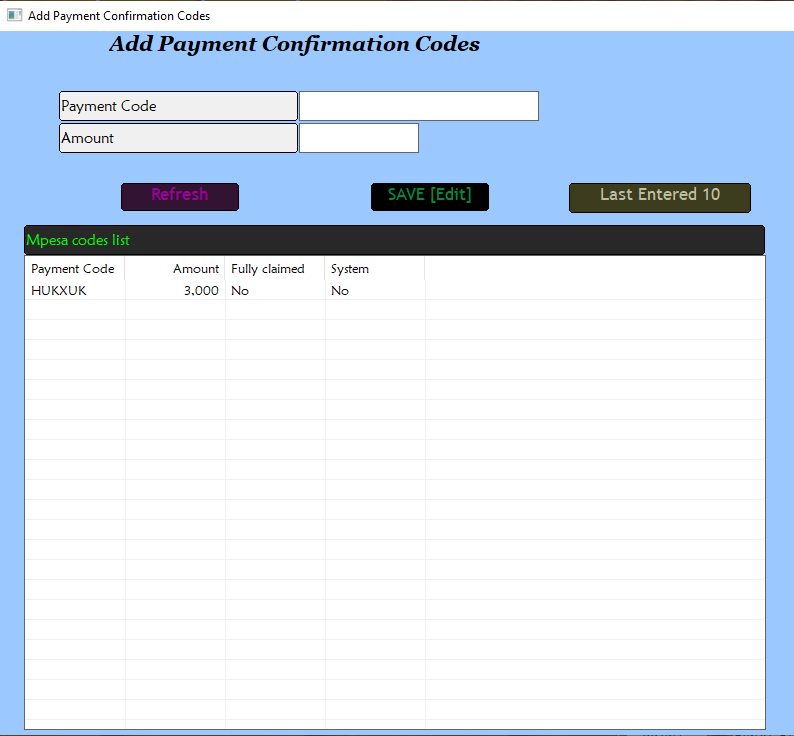 Add Payment Confirmation Codes
Add Payment Confirmation Codes
Payment Code
Amount
Refresh SAVE [Edit] Last Entered 10
Mpesa codes list
Payment Code Amount Fully claimed System
HUKXUK 3,000 No No